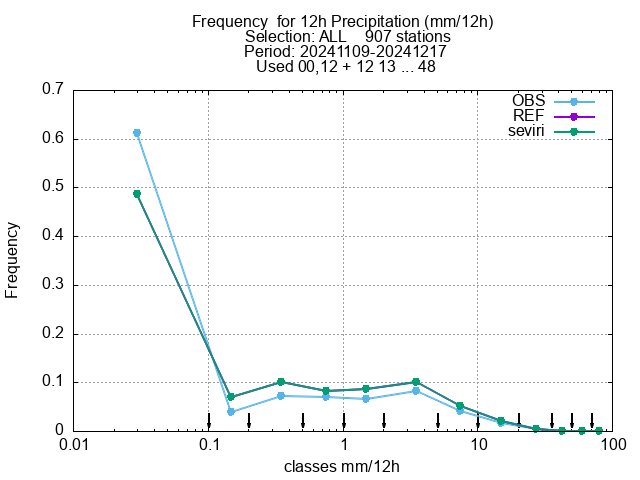 Frequency  for 12h Precipitation (mm/12h)
Selection: ALL    907 stations
Period: 20241109-20241217
Used 00,12 + 12 13 ... 48
OBS
REF
seviri
0.7
0.6
0.5
0.4
0.3
0.2
0.1
0
Frequency
0.01 0.1 1 10 100
classes mm/12h